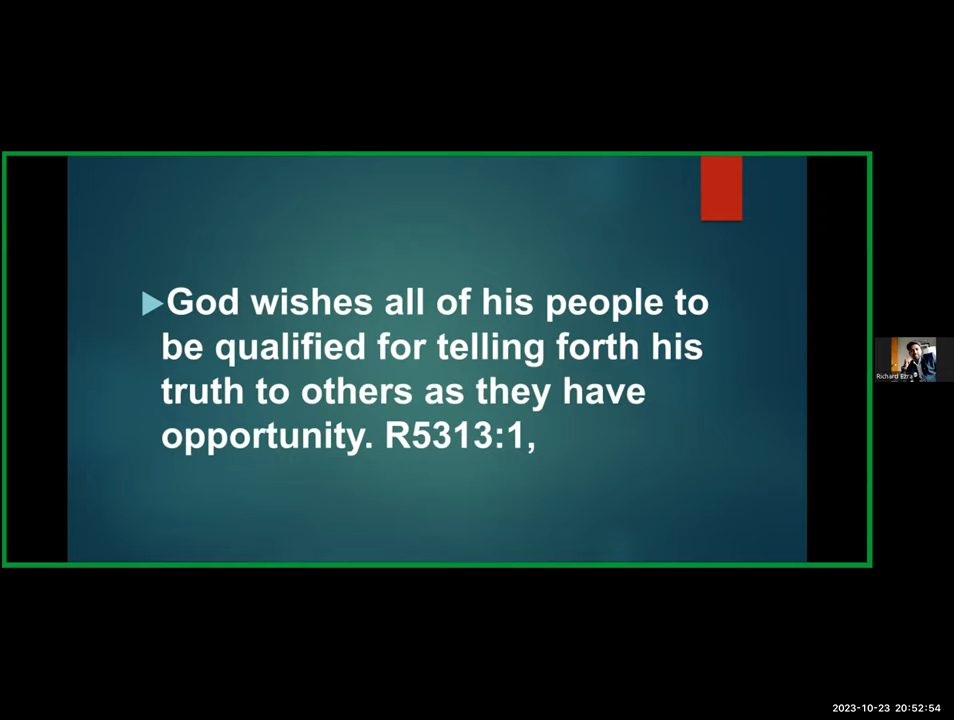 God wishes all of his people to
be qualified for telling forth his
truth to others as they have
opportunity. R5313:1,
Richard Ezra
2023-10-23 20:52:54